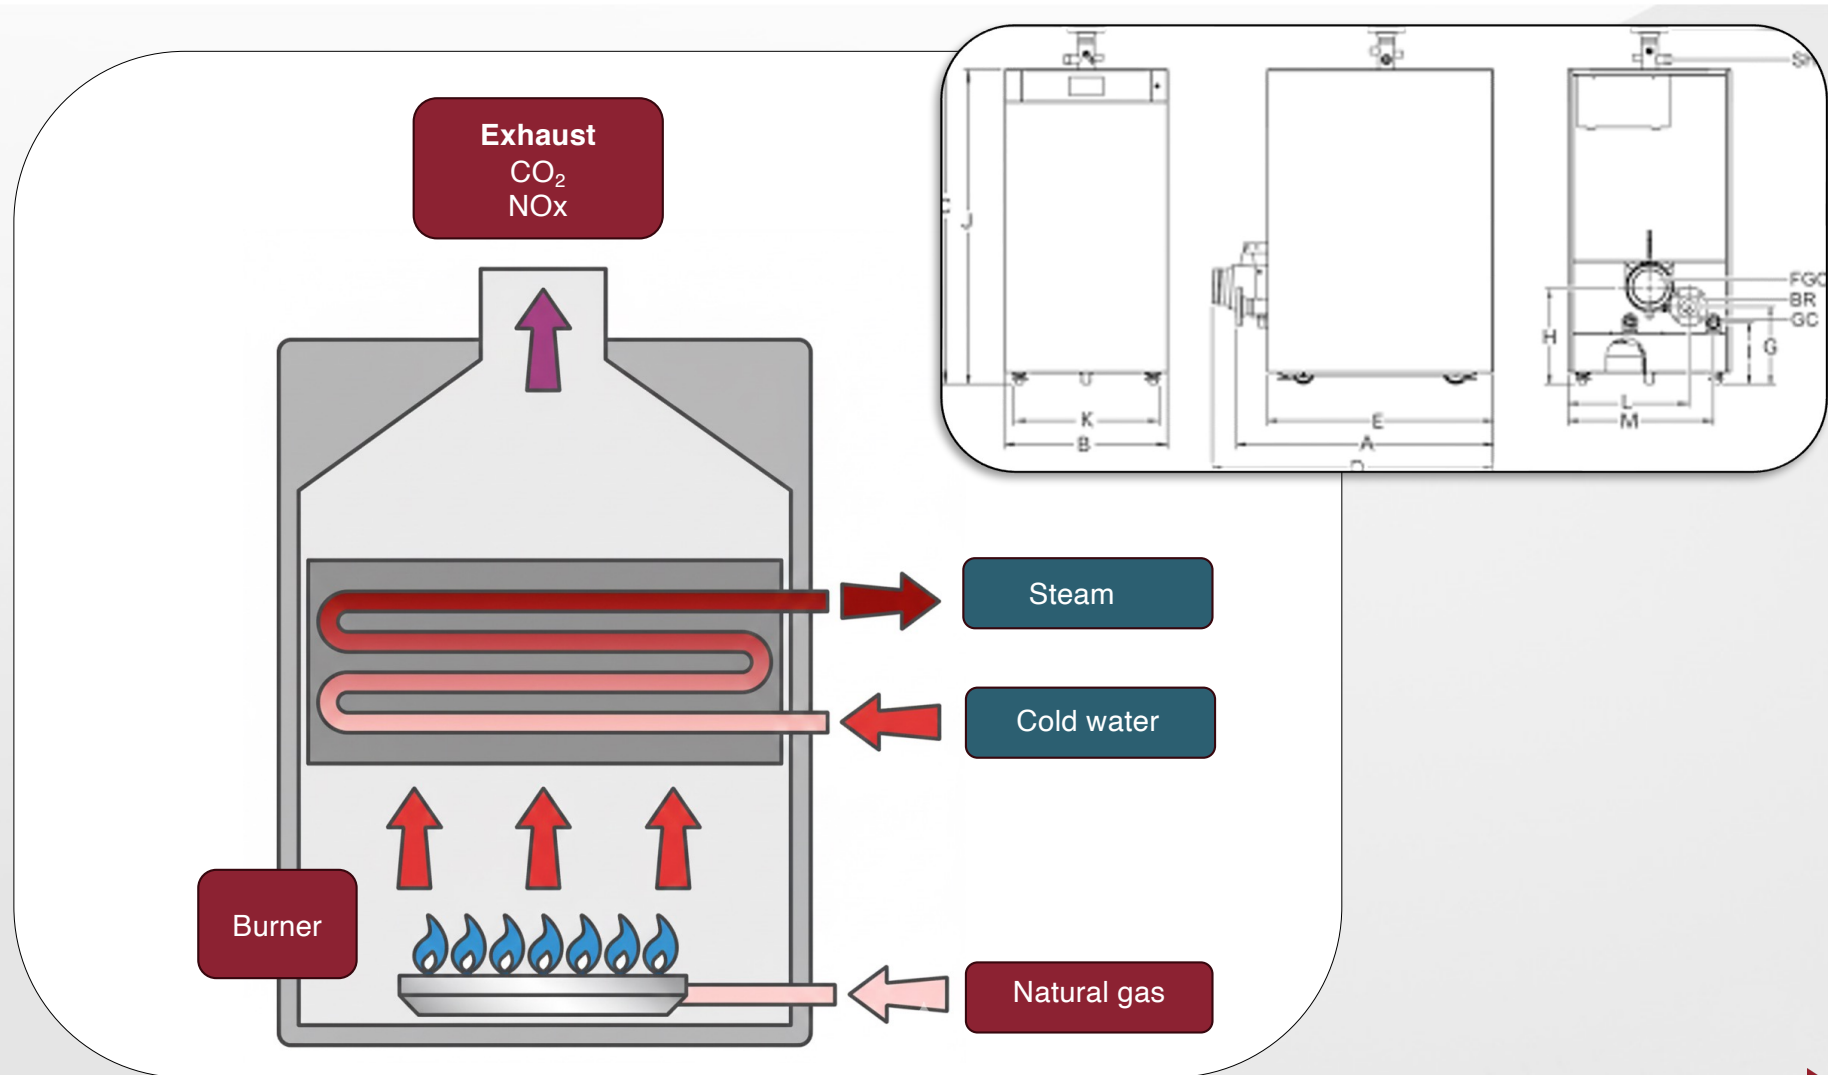 Exhaust
CO₂
NOx
Steam
Cold water
Burner
Natural gas
J
K
B
E
A
FGC
BR
GC
H
G
L
M